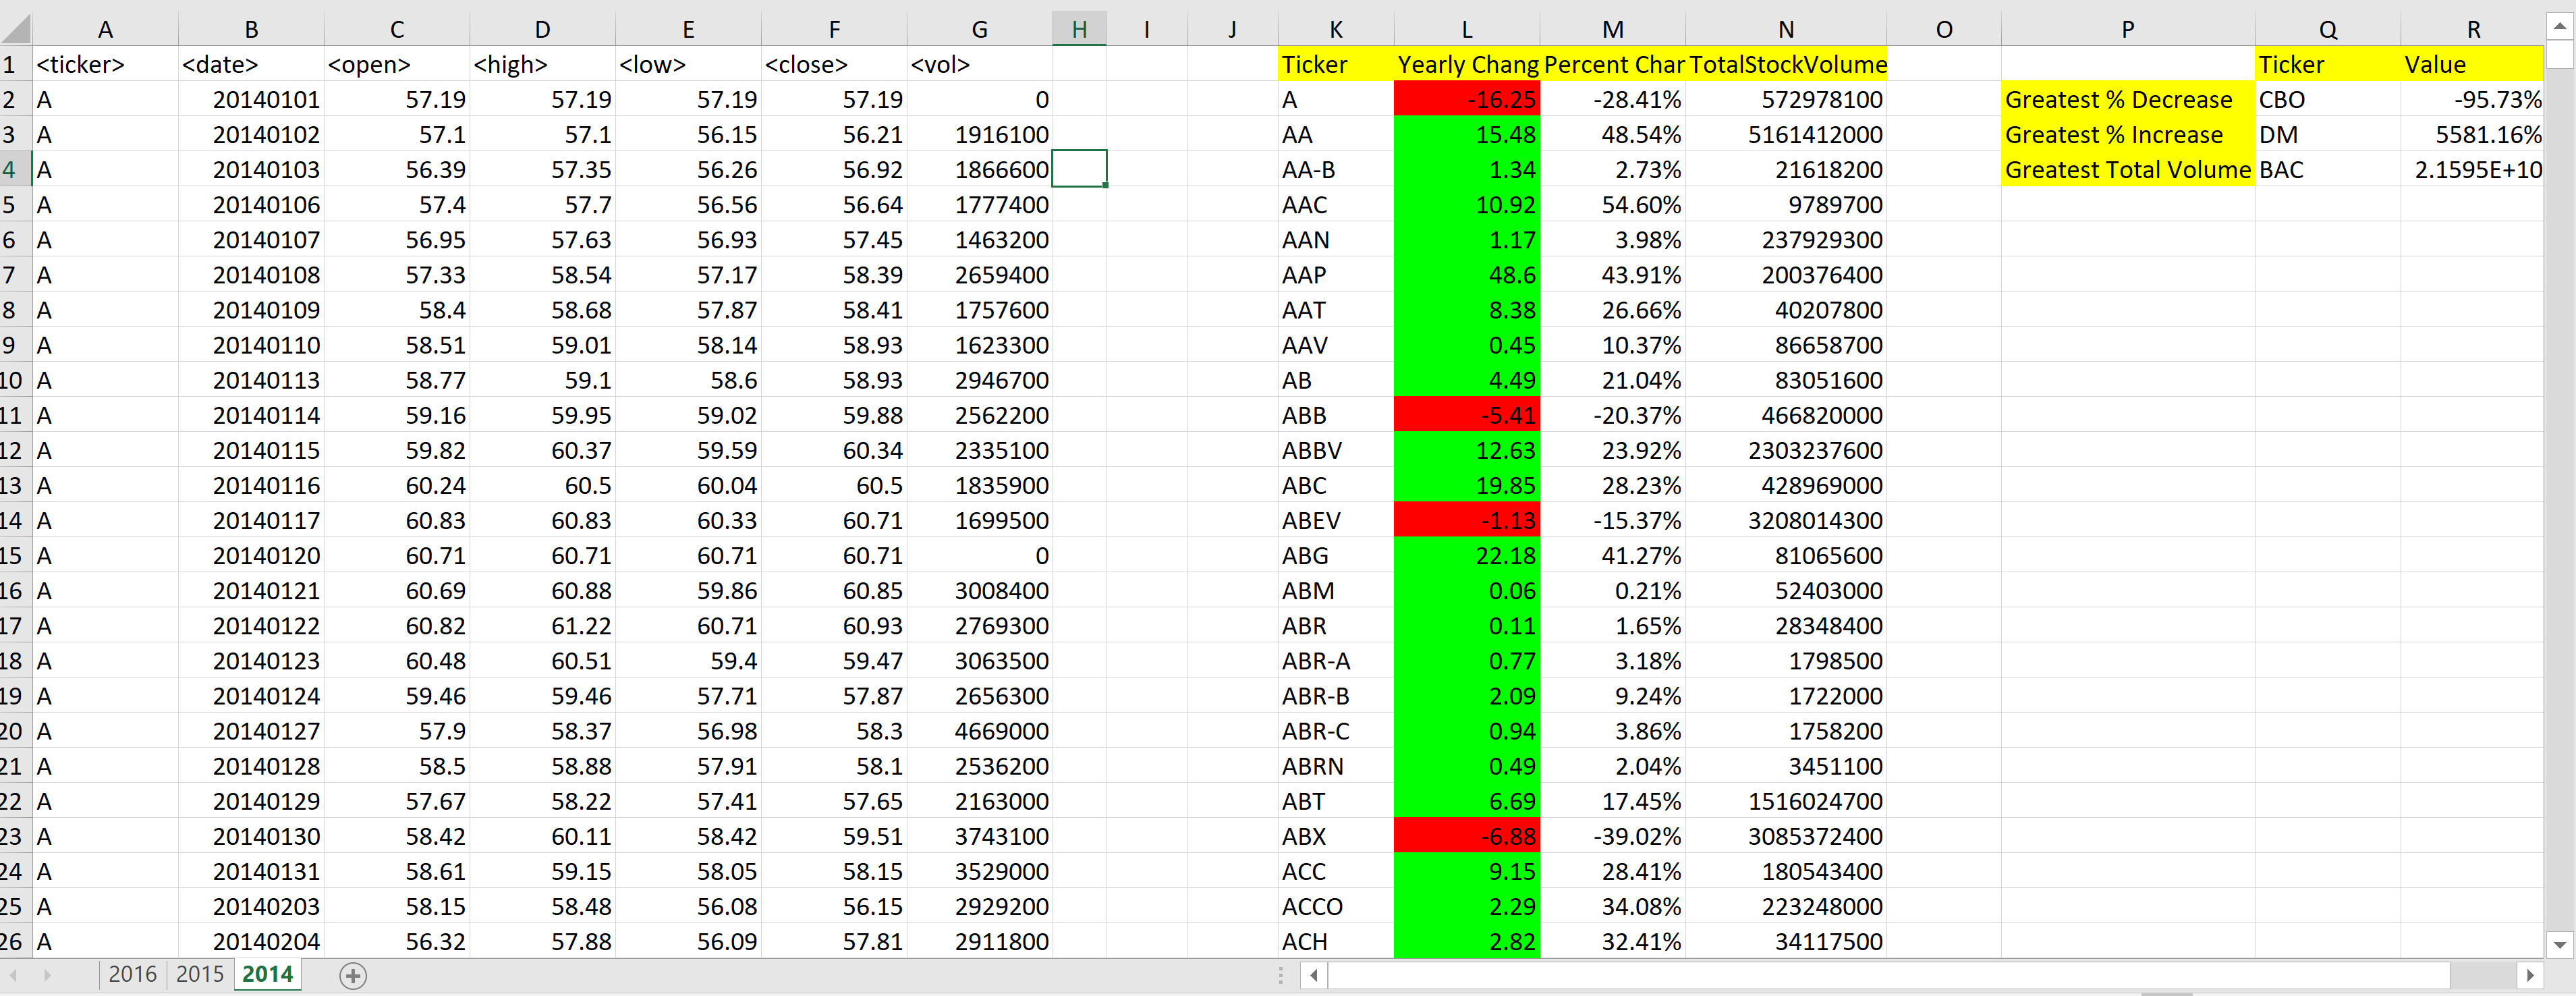 A B C D E F G H I J K L M N O P Q R
1 <ticker> <date> <open> <high> <low> <close> <vol> Ticker Yearly Chang Percent Char TotalStockVolume Ticker Value
2 A 20140101 57.19 57.19 57.19 57.19 0 A -16.25 -28.41% 572978100 Greatest % Decrease CBO -95.73%
3 A 20140102 57.1 57.1 56.15 56.21 1916100 AA 15.48 48.54% 5161412000 Greatest % Increase DM 5581.16%
4 A 20140103 56.39 57.35 56.26 56.92 1866600 AA-B 1.34 2.73% 21618200 Greatest Total Volume BAC 2.1595E+10
5 A 20140106 57.4 57.7 56.56 56.64 1777400 AAC 10.92 54.60% 9789700
6 A 20140107 56.95 57.63 56.93 57.45 1463200 AAN 1.17 3.98% 237929300
7 A 20140108 57.33 58.54 57.17 58.39 2659400 AAP 48.6 43.91% 200376400
8 A 20140109 58.4 58.68 57.87 58.41 1757600 AAT 8.38 26.66% 40207800
9 A 20140110 58.51 59.01 58.14 58.93 1623300 AAV 0.45 10.37% 86658700
10 A 20140113 58.77 59.1 58.6 58.93 2946700 AB 4.49 21.04% 83051600
11 A 20140114 59.16 59.95 59.02 59.88 2562200 ABB -5.41 -20.37% 466820000
12 A 20140115 59.82 60.37 59.59 60.34 2335100 ABBV 12.63 23.92% 2303237600
13 A 20140116 60.24 60.5 60.04 60.5 1835900 ABC 19.85 28.23% 428969000
14 A 20140117 60.83 60.83 60.33 60.71 1699500 ABEV -1.13 -15.37% 3208014300
15 A 20140120 60.71 60.71 60.71 60.71 0 ABG 22.18 41.27% 81065600
16 A 20140121 60.69 60.88 59.86 60.85 3008400 ABM 0.06 0.21% 52403000
17 A 20140122 60.82 61.22 60.71 60.93 2769300 ABR 0.11 1.65% 28348400
18 A 20140123 60.48 60.51 59.4 59.47 3063500 ABR-A 0.77 3.18% 1798500
19 A 20140124 59.46 59.46 57.71 57.87 2656300 ABR-B 2.09 9.24% 1722000
20 A 20140127 57.9 58.37 56.98 58.3 4669000 ABR-C 0.94 3.86% 1758200
21 A 20140128 58.5 58.88 57.91 58.1 2536200 ABRN 0.49 2.04% 3451100
22 A 20140129 57.67 58.22 57.41 57.65 2163000 ABT 6.69 17.45% 1516024700
23 A 20140130 58.42 60.11 58.42 59.51 3743100 ABX -6.88 -39.02% 3085372400
24 A 20140131 58.61 59.15 58.05 58.15 3529000 ACC 9.15 28.41% 180543400
25 A 20140203 58.15 58.48 56.08 56.15 2929200 ACCO 2.29 34.08% 223248000
26 A 20140204 56.32 57.88 56.09 57.81 2911800 ACH 2.82 32.41% 34117500
2016 2015 2014